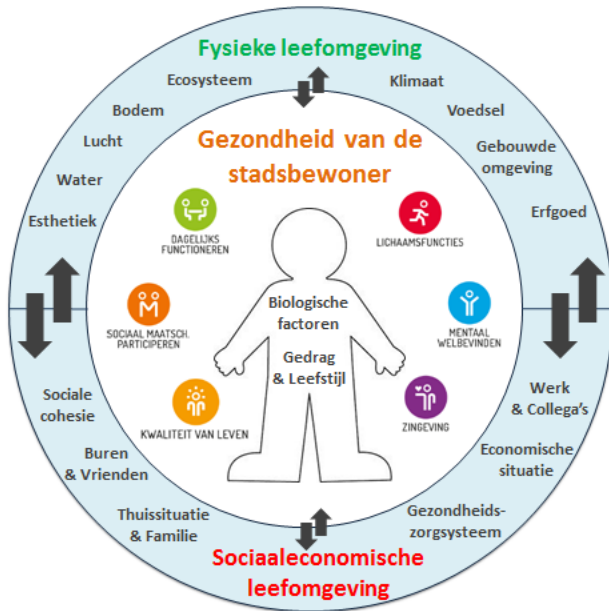 Fysieke leefomgeving
Ecosysteem
Klimaat
Bodem
Voedsel
Lucht
Gebouwde
omgeving
Water
Esthetiek
Erfgoed
Gezondheid van de
stadsbewoner
DAGELIJKS
FUNCTIONEREN
LICHAAMSFUNCTIES
Biologische
factoren
SOCIAAL MAATSCH.
PARTICIPEREN
MENTAAL
WELBEVINDEN
Gedrag
& Leefstijl
KWALITEIT VAN LEVEN
ZINGEVING
Sociale
cohesie
Werk
& Collega's
Buren
& Vrienden
Economische
situatie
Thuissituatie
& Familie
Gezondheids-
zorgsysteem
Sociaaleconomische
leefomgeving